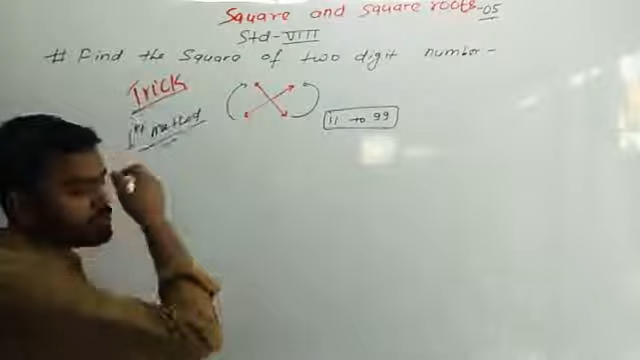 Square and square roots-05
Std-VIII
# Find the square of two digit number-
Trick
1st method
11 to 99